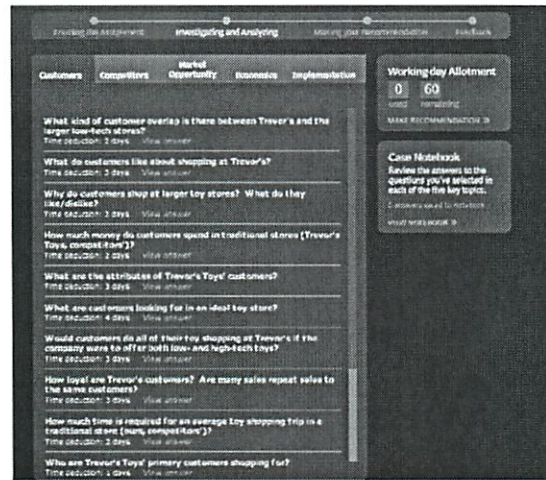 Investigating and Analyzing
Feedback
Customers
Competitors
Market
Opportunity
Economics
Implementation
What kind of customer overlap is there between Trevor's and the
larger low-tech stores?
Time deduction: 2 days View answer
What do customers like about shopping at Trevor's?
Time deduction: 3 days View answer
Why do customers shop at larger toy stores? What do they
like/dislike?
Time deduction: days View answer
How much money do customers spend in traditional stores (Trevor's
Toys, competitors')?
Time deduction: 2 days View answer
What are the attributes of Trevor's Toys' customers?
Time deduction: 3 days View answer
What are customers looking for in an ideal toy store?
Time deduction: 4 days View answer
Would customers do all of their toy shopping at Trevor's if the
company were to offer both low- and high-tech toys?
Time deduction: 3 days View answer
How loyal are Trevor's customers? Are many sales repeat sales to
the same customers?
Time deduction: 3 days View answer
How much time is required for an average toy shopping trip in a
traditional store (ours, competitors')?
Time deduction: 2 days View answer
Who are Trevor's Toys' primary customers shopping for?
Time deduction: days View answer
Working-day Allotment
0 60
used remaining
MAKE RECOMMENDATION
Case Notebook
Review the answers to the
questions you've selected in
each of the five key topics.
answers saved to notebook
VIEW NOTEBOOK